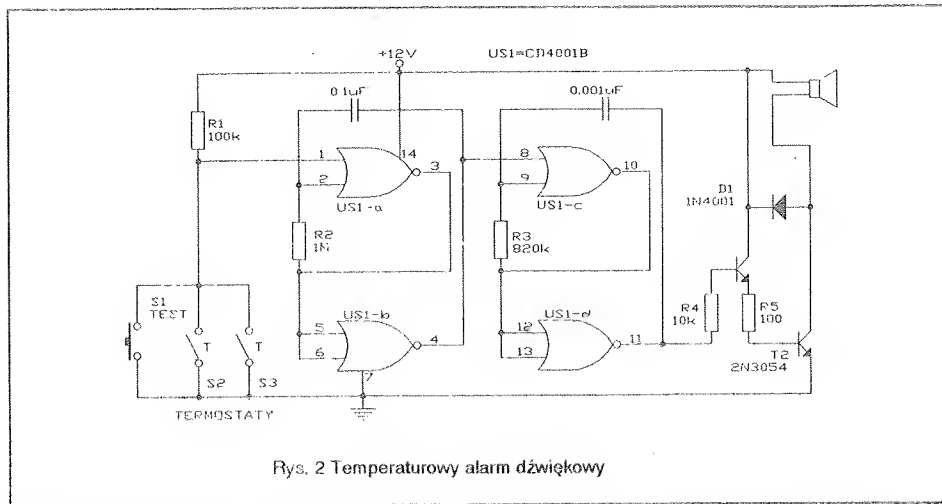 +12V
US1=CD4001B
0.1uF
0.001uF
R1
100k
1
2
14
3
US1-a
8
9
10
US1-c
D1
1N4001
R2
1M
R3
820k
S1
TEST
T
T
S2
S3
US1-b
5
6
4
7
US1-d
12
13
11
R4
10k
R5
100
T2
2N3054
TERMOSTATY
Rys. 2 Temperaturowy alarm dźwiękowy